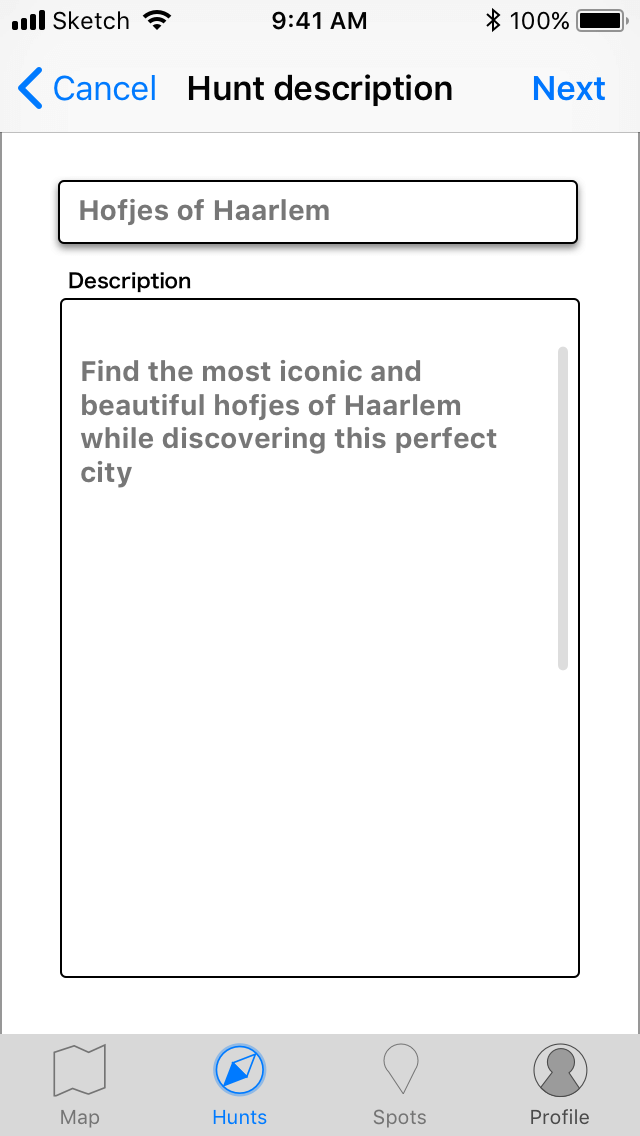 Sketch 9:41 AM 100%
Cancel Hunt description Next
Hofjes of Haarlem
Description
Find the most iconic and
beautiful hofjes of Haarlem
while discovering this perfect
city
Map Hunts Spots Profile